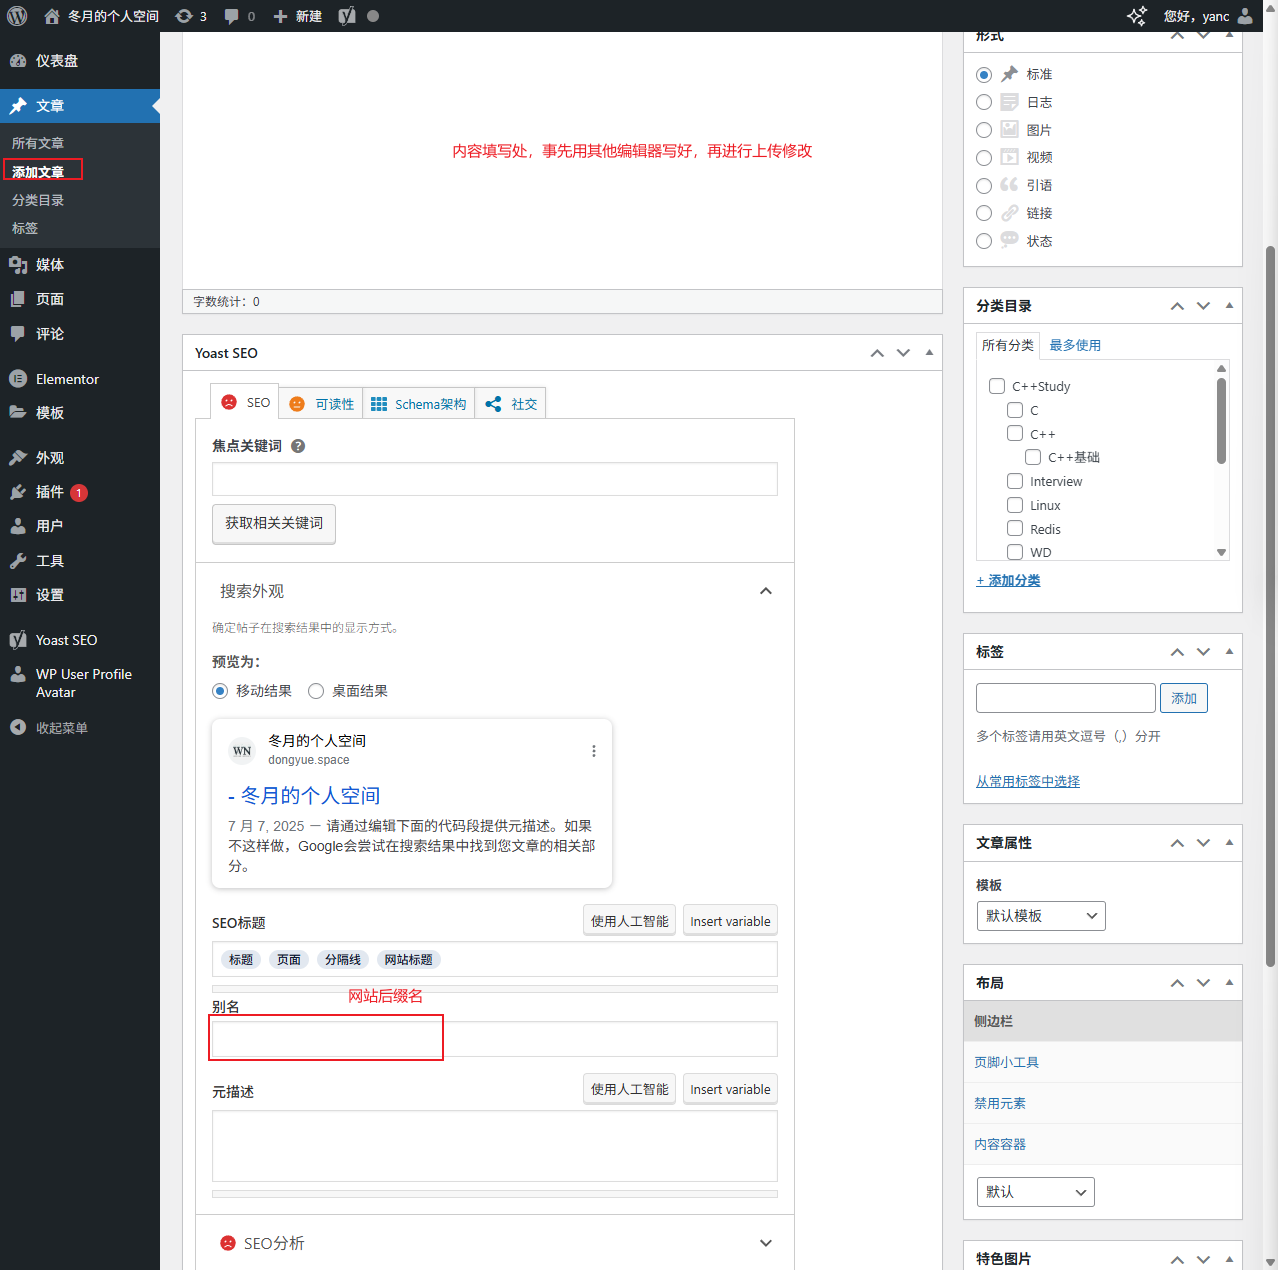 冬月的个人空间
3
0
新建
您好，yanc
仪表盘
文章
所有文章
添加文章
分类目录
标签
媒体
页面
评论
Elementor
模板
外观
插件 1
用户
工具
设置
Yoast SEO
WP User Profile
Avatar
收起菜单
内容填写处，事先用其他编辑器写好，再进行上传修改
字数统计：0
Yoast SEO
SEO
可读性
Schema架构
社交
焦点关键词 ?
获取相关关键词
搜索外观
确定帖子在搜索结果中的显示方式。
预览为：
移动结果
桌面结果
WN
冬月的个人空间
dongyue.space
- 冬月的个人空间
7 月 7, 2025 － 请通过编辑下面的代码段提供元描述。如果
不这样做，Google会尝试在搜索结果中找到您文章的相关部
分。
SEO标题
使用人工智能
Insert variable
标题
页面
分隔线
网站标题
网站后缀名
别名
元描述
使用人工智能
Insert variable
SEO分析
形式
标准
日志
图片
视频
引语
链接
状态
分类目录
所有分类
最多使用
C++Study
C
C++
C++基础
Interview
Linux
Redis
WD
+ 添加分类
标签
添加
多个标签请用英文逗号（,）分开
从常用标签中选择
文章属性
模板
默认模板
布局
侧边栏
页脚小工具
禁用元素
内容容器
默认
特色图片